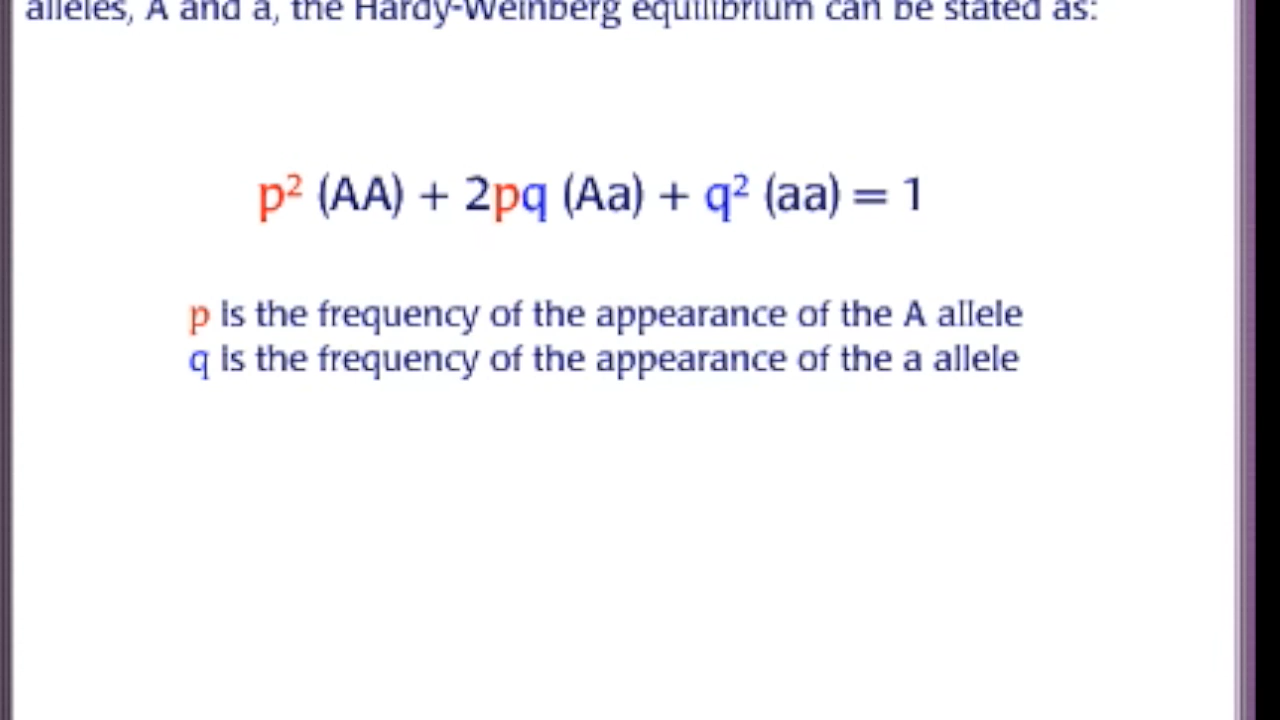 alleles, A and a, the Hardy-Weinberg equilibrium can be stated as:
p² (AA) + 2pq (Aa) + q² (aa) = 1
p is the frequency of the appearance of the A allele
q is the frequency of the appearance of the a allele